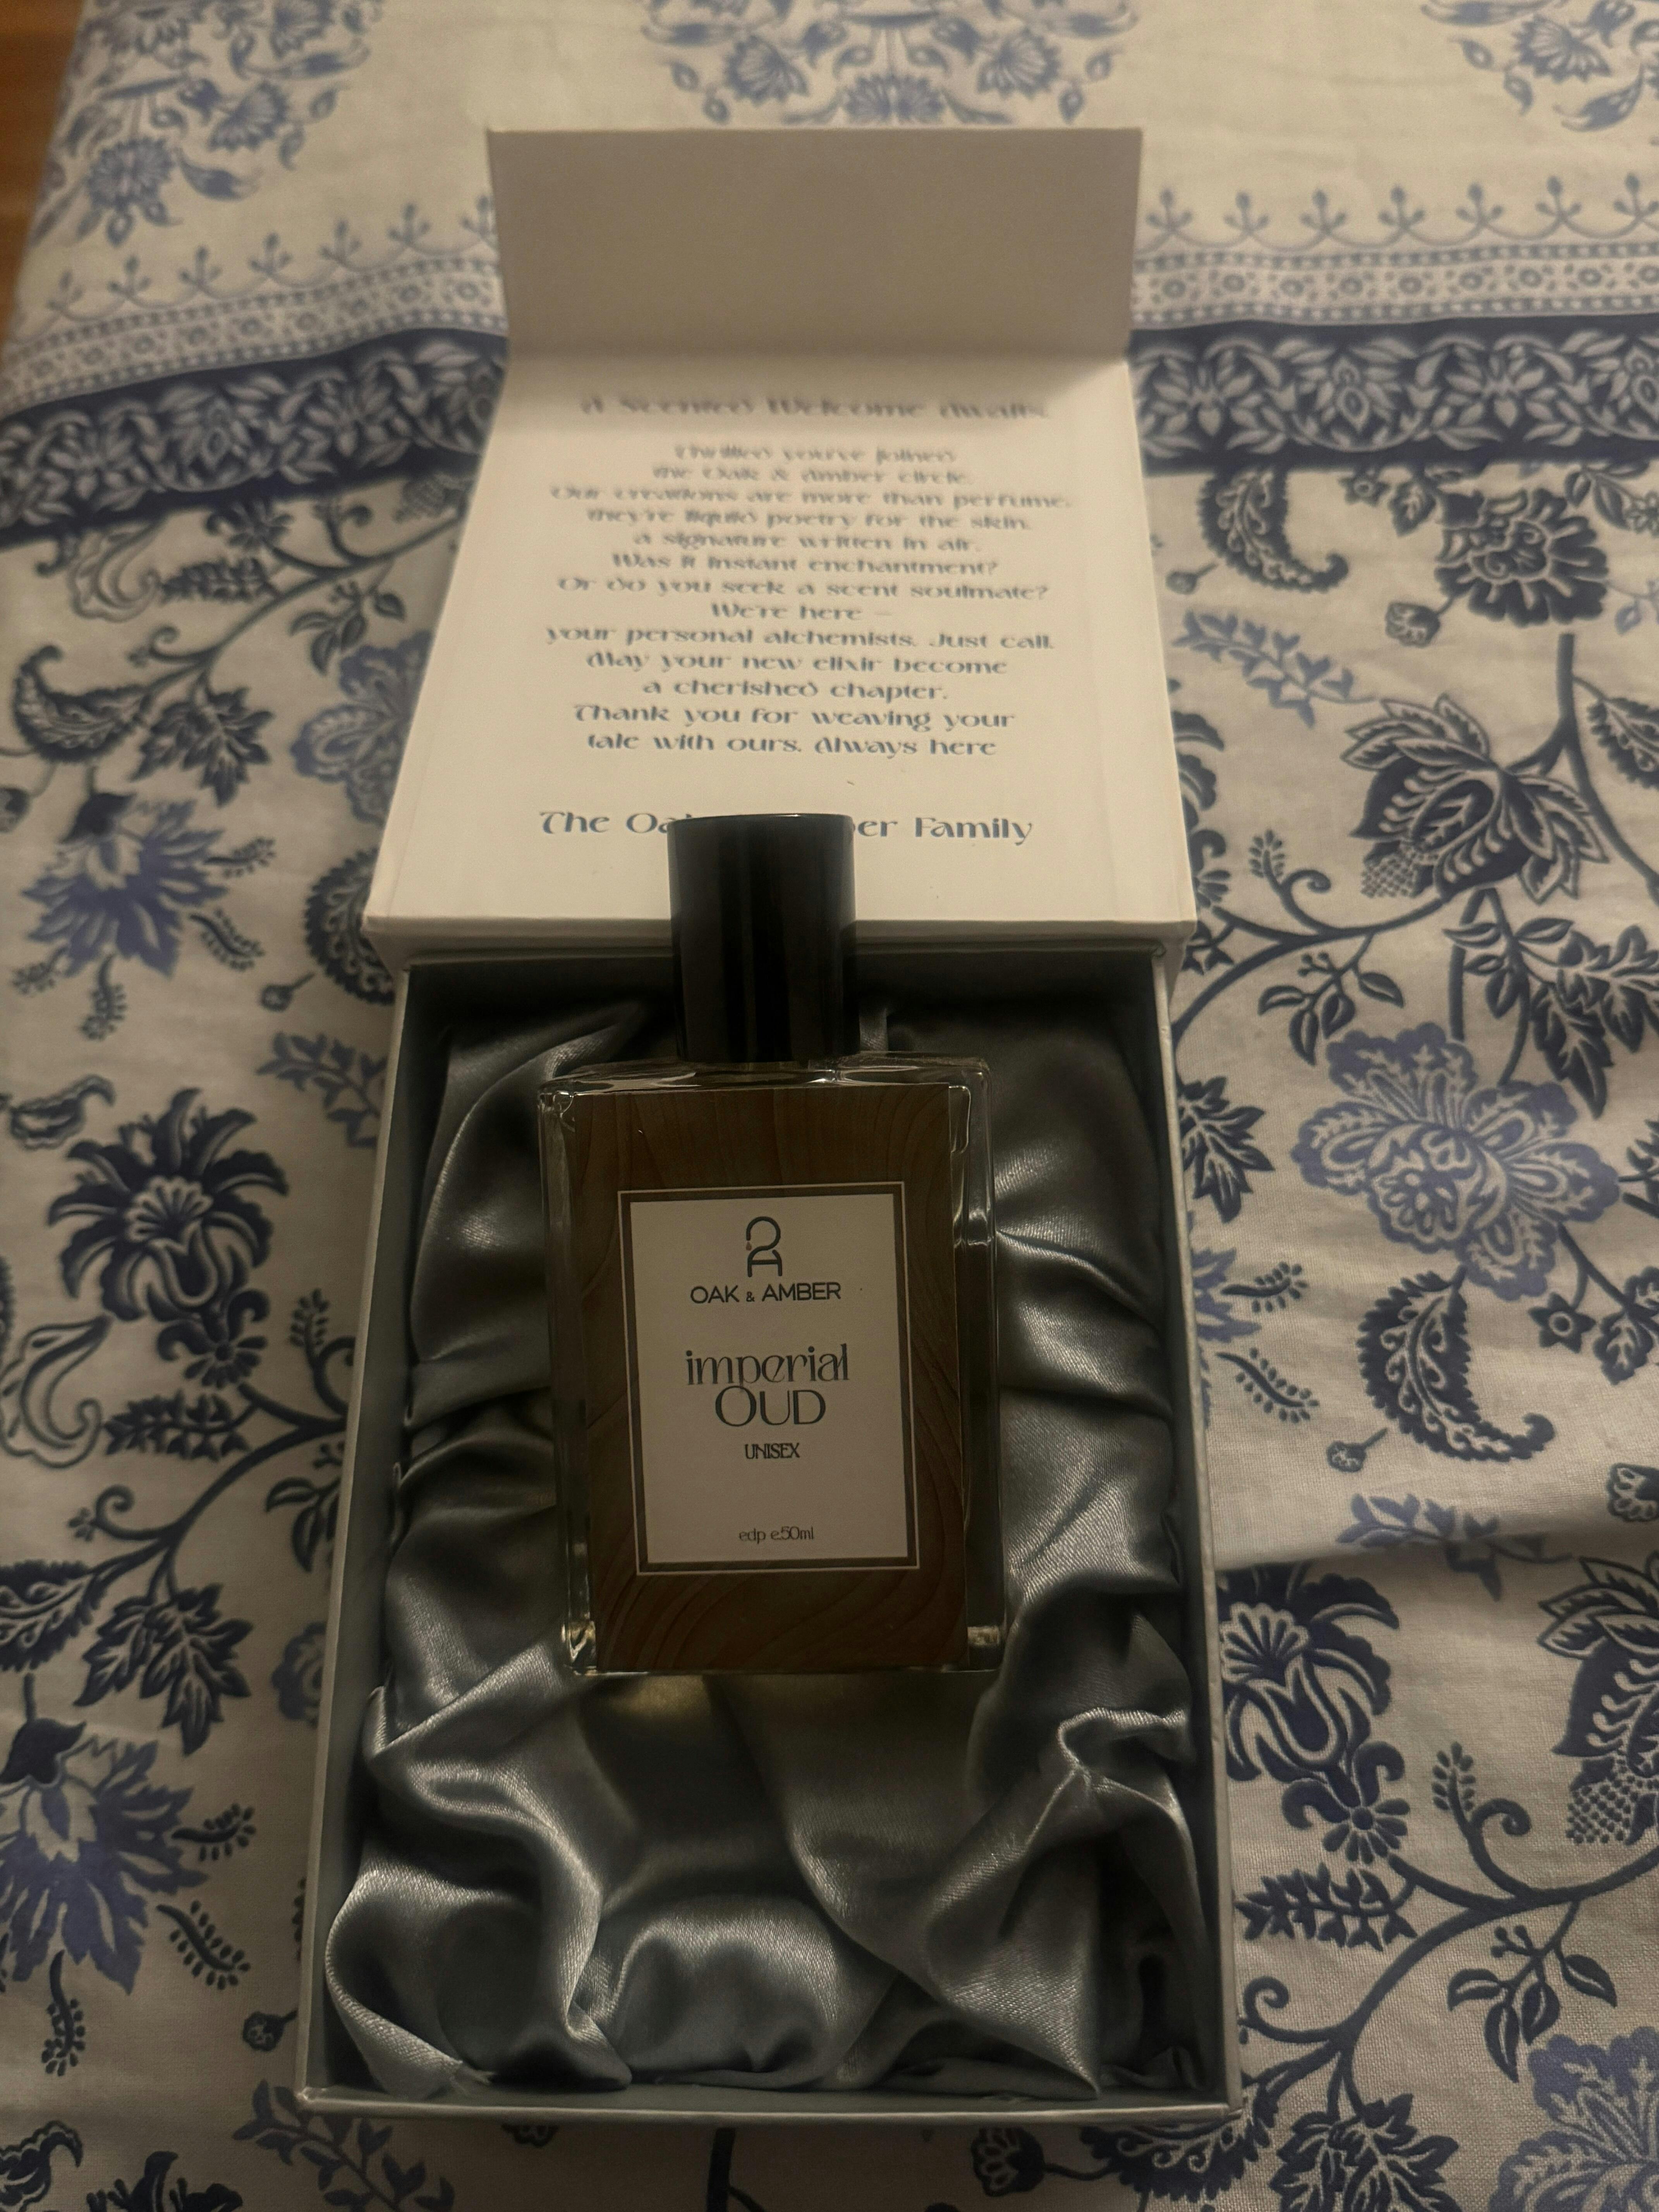 A Scented Welcome Awaits.
Thrilled you've joined
the Oak & Amber circle.
Our creations are more than perfume,
they're liquid poetry for the skin,
a signature written in air.
Was it instant enchantment?
Or do you seek a scent soulmate?
We're here –
your personal alchemists. Just call.
May your new elixir become
a cherished chapter.
Thank you for weaving your
tale with ours. Always here
The Oa er Family
OA
OAK & AMBER
imperial
OUD
UNISEX
edp e50ml